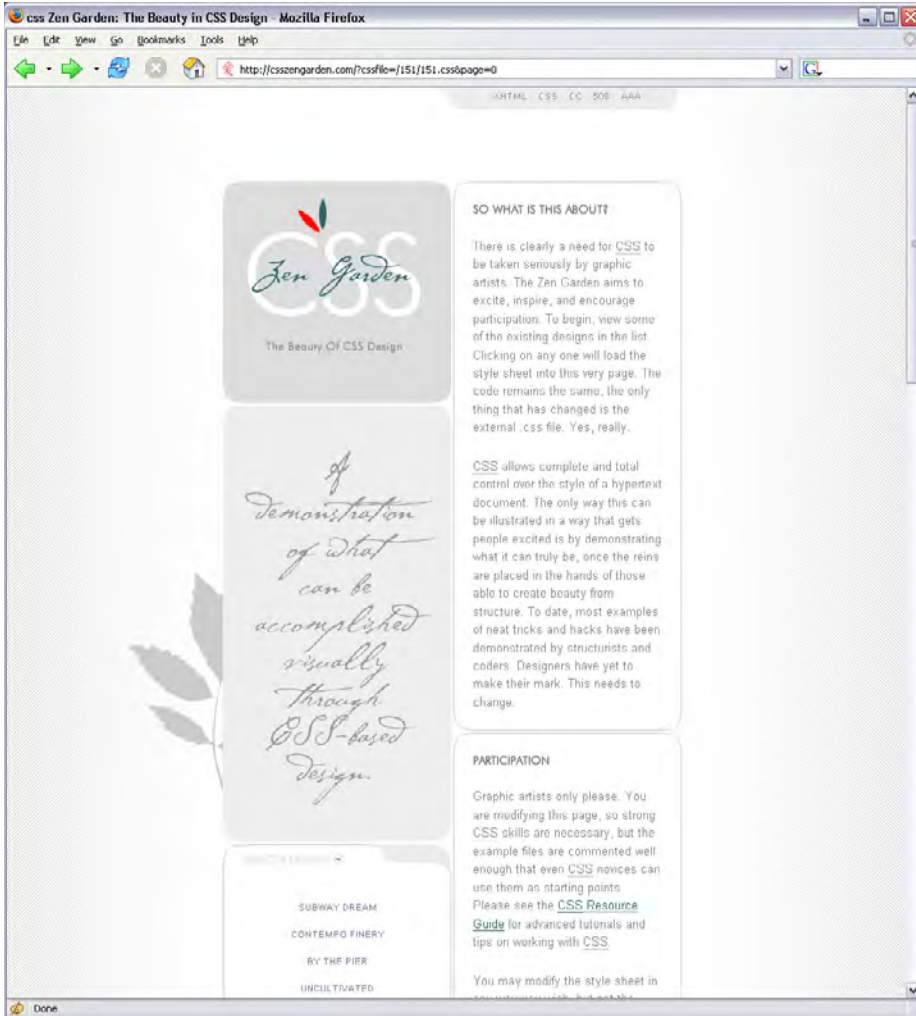 css Zen Garden: The Beauty in CSS Design - Mozilla Firefox
File Edit View Go Bookmarks Tools Help
http://csszengarden.com/?cssfile=/151/151.css&page=0
XHTML CSS CC 508 AAA
CSS
Zen Garden
The Beauty Of CSS Design
A
demonstration
of what
can be
accomplished
visually
through
CSS-based
design.
SUBWAY DREAM
CONTEMPO FINERY
BY THE PIER
UNCULTIVATED
SO WHAT IS THIS ABOUT?
There is clearly a need for CSS to
be taken seriously by graphic
artists. The Zen Garden aims to
excite, inspire, and encourage
participation. To begin, view some
of the existing designs in the list.
Clicking on any one will load the
style sheet into this very page. The
code remains the same, the only
thing that has changed is the
external .css file. Yes, really.
CSS allows complete and total
control over the style of a hypertext
document. The only way this can
be illustrated in a way that gets
people excited is by demonstrating
what it can truly be, once the reins
are placed in the hands of those
able to create beauty from
structure. To date, most examples
of neat tricks and hacks have been
demonstrated by structurists and
coders. Designers have yet to
make their mark. This needs to
change.
PARTICIPATION
Graphic artists only please. You
are modifying this page, so strong
CSS skills are necessary, but the
example files are commented well
enough that even CSS novices can
use them as starting points.
Please see the CSS Resource
Guide for advanced tutorials and
tips on working with CSS.
You may modify the style sheet in
Done